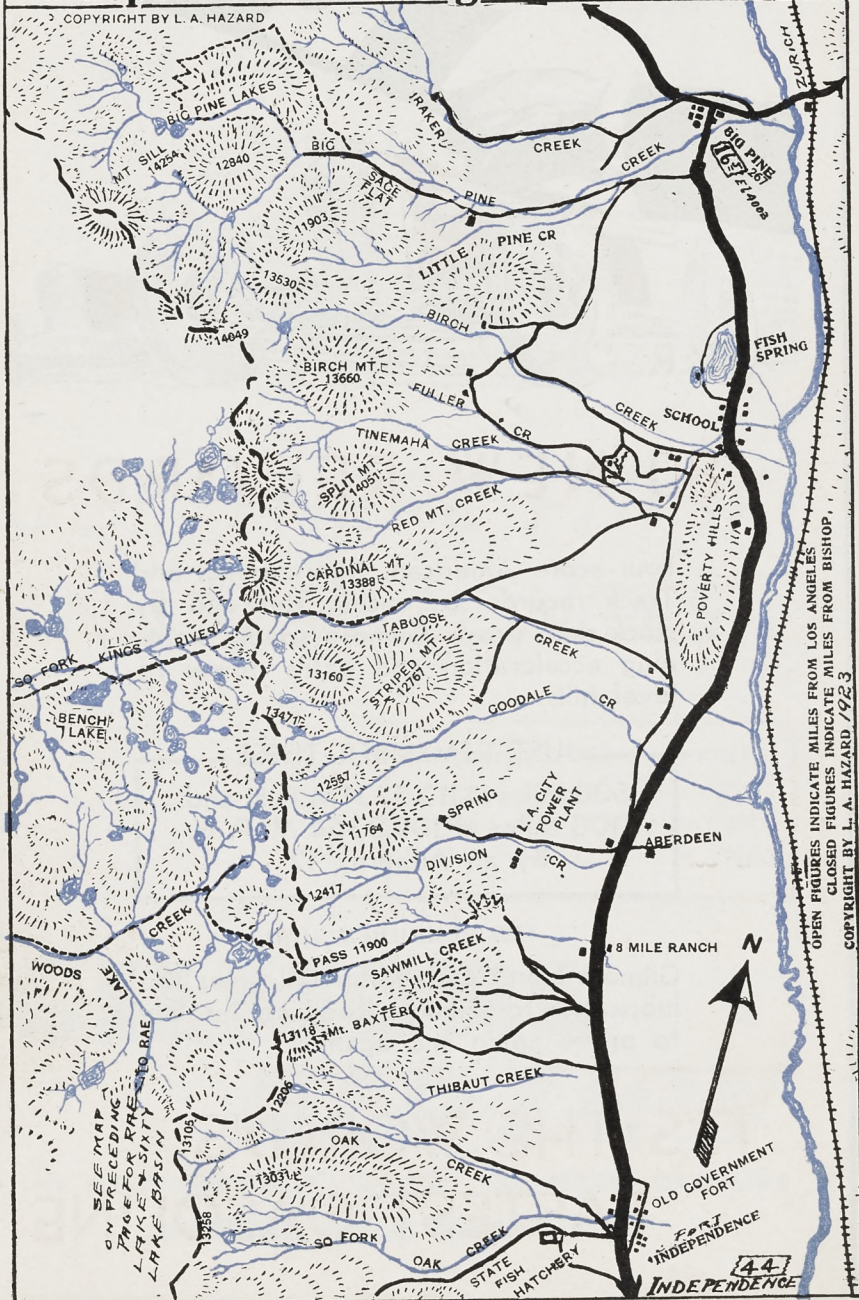 COPYRIGHT BY L. A. HAZARD
ZURICH
BIG PINE LAKES
BAKER
CREEK
MT. SILL
14254
12840
BIG
SAGE
FLAT
PINE
CREEK
BIG PINE
267
El 4003
11903
LITTLE PINE CR
13530
BIRCH
14049
FISH
SPRING
BIRCH MT.
13660
FULLER
CR
CREEK
SCHOOL
TINEMAHA CREEK
SPLIT MT
14051
RED MT. CREEK
POVERTY HILLS
CARDINAL MT.
13388
TABOOSE
CREEK
SO FORK KINGS RIVER
13160
STRIPED MT
12767
BENCH
LAKE
13471
GOODALE CR
12557
11764
SPRING
L.A. CITY
POWER
PLANT
ABERDEEN
DIVISION
CR.
12417
CREEK
PASS 11900
SAWMILL CREEK
8 MILE RANCH
WOODS
LAKE
N
13118
Mt. BAXTER
THIBAUT CREEK
TO RAE
12206
13105
OAK
CREEK
13031
OLD GOVERNMENT
FORT
FORT
INDEPENDENCE
13258
SO FORK
OAK
CREEK
STATE
FISH
HATCHERY
44
INDEPENDENCE
SEE MAP
ON PRECEDING
PAGE FOR RAE
LAKE & SIXTY
LAKE BASIN
OPEN FIGURES INDICATE MILES FROM LOS ANGELES
CLOSED FIGURES INDICATE MILES FROM BISHOP.
COPYRIGHT BY L. A. HAZARD 1923